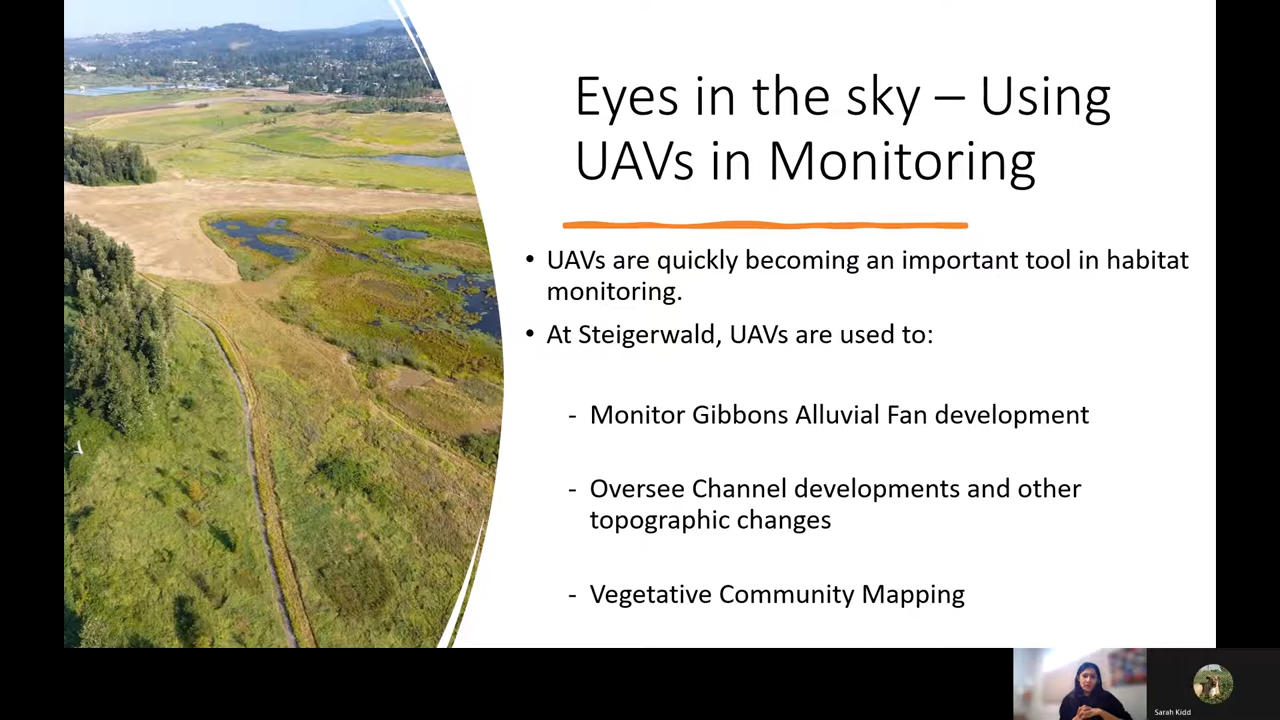 Eyes in the sky – Using
UAVs in Monitoring
• UAVs are quickly becoming an important tool in habitat
monitoring.
• At Steigerwald, UAVs are used to:
- Monitor Gibbons Alluvial Fan development
- Oversee Channel developments and other
topographic changes
- Vegetative Community Mapping
Sarah Kidd